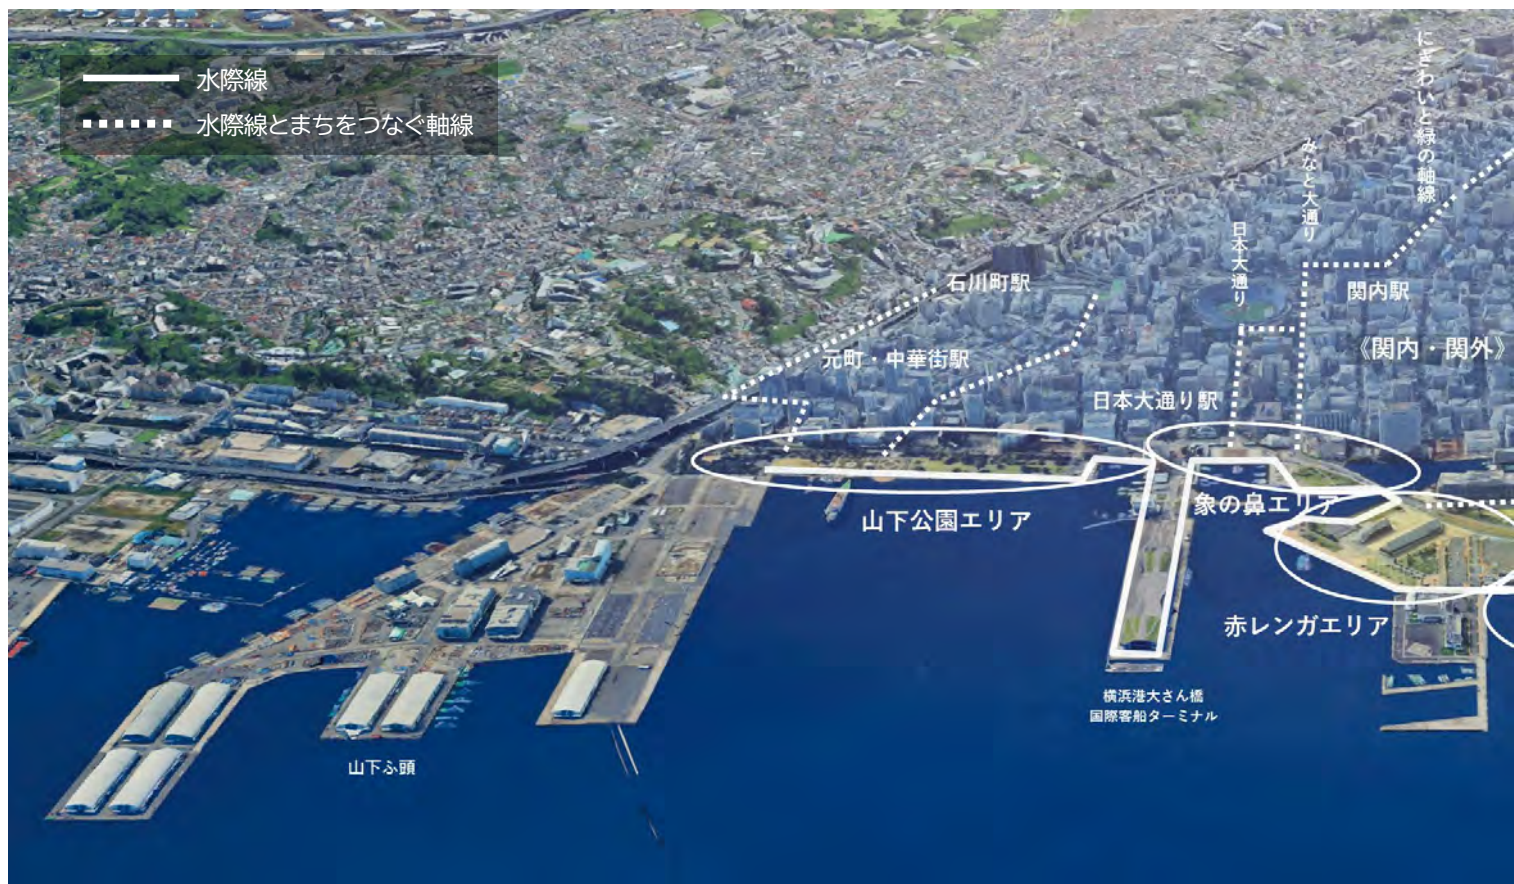 水際線
水際線とまちをつなぐ軸線
にぎわいと緑の軸線
みなと大通り
日本大通り
石川町駅
関内駅
元町・中華街駅
《関内・関外》
日本大通り駅
象の鼻エリア
山下公園エリア
赤レンガエリア
横浜港大さん橋
国際客船ターミナル
山下ふ頭